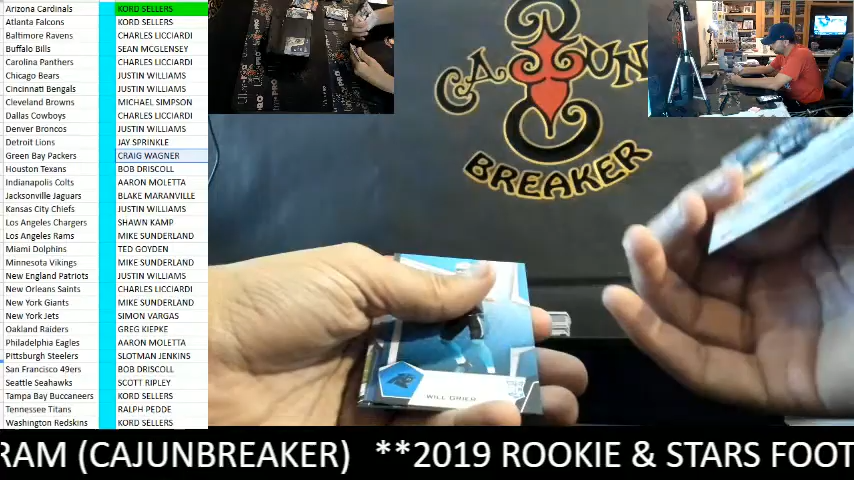 Arizona Cardinals KORD SELLERS
Atlanta Falcons KORD SELLERS
Baltimore Ravens CHARLES LICCIARDI
Buffalo Bills SEAN MCGLENSEY
Carolina Panthers CHARLES LICCIARDI
Chicago Bears JUSTIN WILLIAMS
Cincinnati Bengals JUSTIN WILLIAMS
Cleveland Browns MICHAEL SIMPSON
Dallas Cowboys CHARLES LICCIARDI
Denver Broncos JUSTIN WILLIAMS
Detroit Lions JAY SPRINKLE
Green Bay Packers CRAIG WAGNER
Houston Texans BOB DRISCOLL
Indianapolis Colts AARON MOLETTA
Jacksonville Jaguars BLAKE MARANVILLE
Kansas City Chiefs JUSTIN WILLIAMS
Los Angeles Chargers SHAWN KAMP
Los Angeles Rams MIKE SUNDERLAND
Miami Dolphins TED GOYDEN
Minnesota Vikings MIKE SUNDERLAND
New England Patriots JUSTIN WILLIAMS
New Orleans Saints CHARLES LICCIARDI
New York Giants MIKE SUNDERLAND
New York Jets SIMON VARGAS
Oakland Raiders GREG KIEPKE
Philadelphia Eagles AARON MOLETTA
Pittsburgh Steelers SLOTMAN JENKINS
San Francisco 49ers BOB DRISCOLL
Seattle Seahawks SCOTT RIPLEY
Tampa Bay Buccaneers KORD SELLERS
Tennessee Titans RALPH PEDDE
Washington Redskins KORD SELLERS
CAJUN
BREAKER
WILL GRIER
RAM (CAJUNBREAKER) **2019 ROOKIE & STARS FOOT